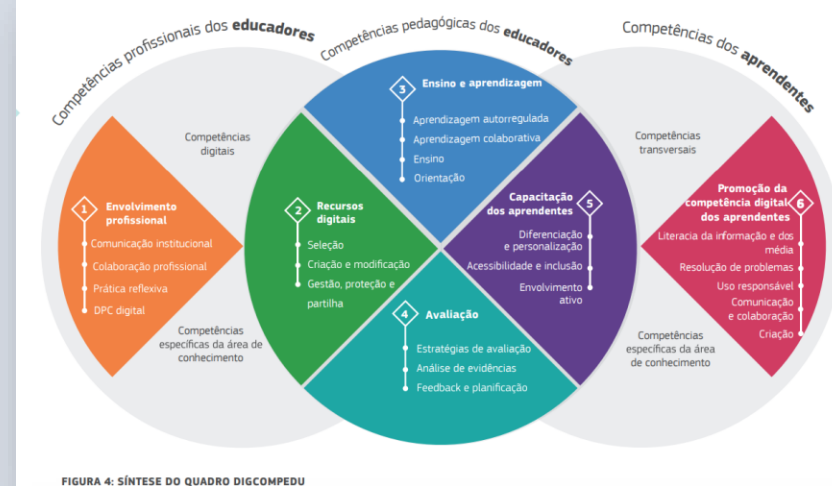 Competências profissionais dos educadores
Competências pedagógicas dos educadores
Competências dos aprendentes
Competências
digitais
1 Envolvimento
profissional
Comunicação institucional
Colaboração profissional
Prática reflexiva
DPC digital
Competências
específicas da área de
conhecimento
2 Recursos
digitais
Seleção
Criação e modificação
Gestão, proteção e
partilha
3 Ensino e aprendizagem
Aprendizagem autorregulada
Aprendizagem colaborativa
Ensino
Orientação
4 Avaliação
Estratégias de avaliação
Análise de evidências
Feedback e planificação
Capacitação
dos aprendentes 5
Diferenciação
e personalização
Acessibilidade e inclusão
Envolvimento
ativo
Competências
transversais
Promoção da
competência digital 6
dos aprendentes
Literacia da informação e dos
média
Resolução de problemas
Uso responsável
Comunicação
e colaboração
Criação
Competências
específicas da área
de conhecimento
FIGURA 4: SÍNTESE DO QUADRO DIGCOMPEDU